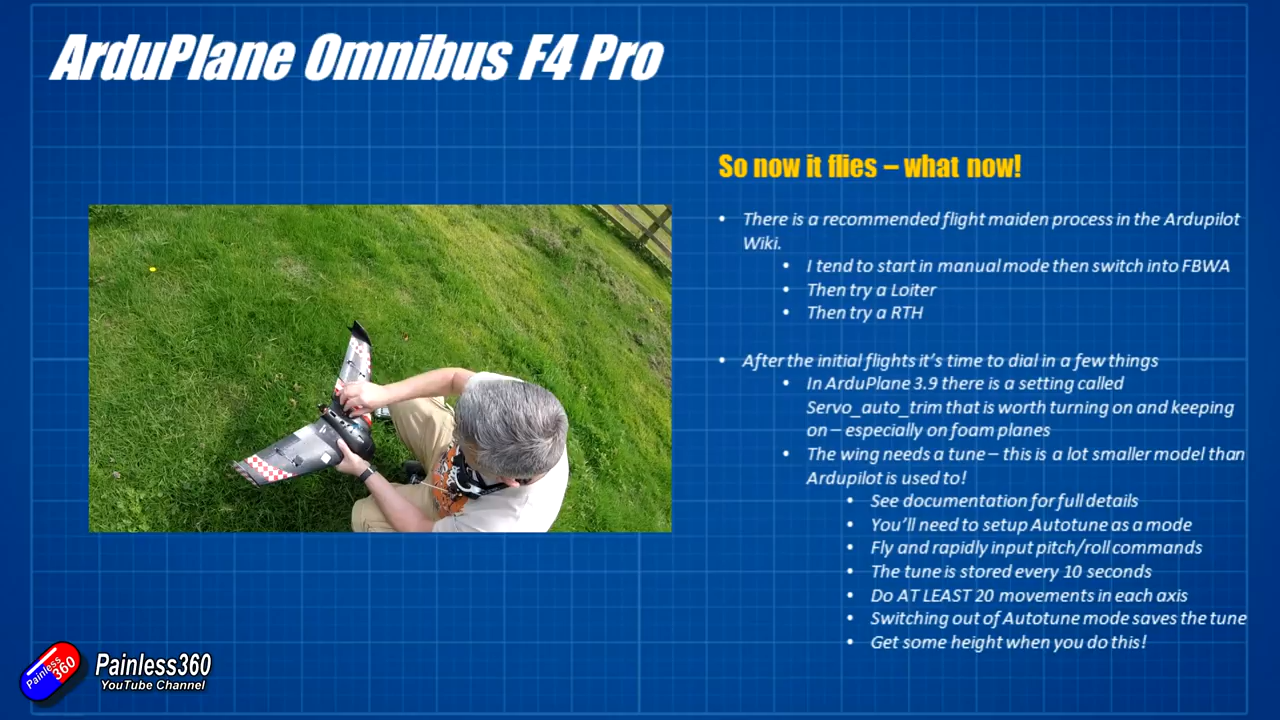 ArduPlane Omnibus F4 Pro
So now it flies – what now!
• There is a recommended flight maiden process in the Ardupilot
Wiki.
• I tend to start in manual mode then switch into FBWA
• Then try a Loiter
• Then try a RTH
• After the initial flights it's time to dial in a few things
• In ArduPlane 3.9 there is a setting called
Servo_auto_trim that is worth turning on and keeping
on – especially on foam planes
• The wing needs a tune – this is a lot smaller model than
Ardupilot is used to!
• See documentation for full details
• You'll need to setup Autotune as a mode
• Fly and rapidly input pitch/roll commands
• The tune is stored every 10 seconds
• Do AT LEAST 20 movements in each axis
• Switching out of Autotune mode saves the tune
• Get some height when you do this!
Painless
360
Painless360
YouTube Channel